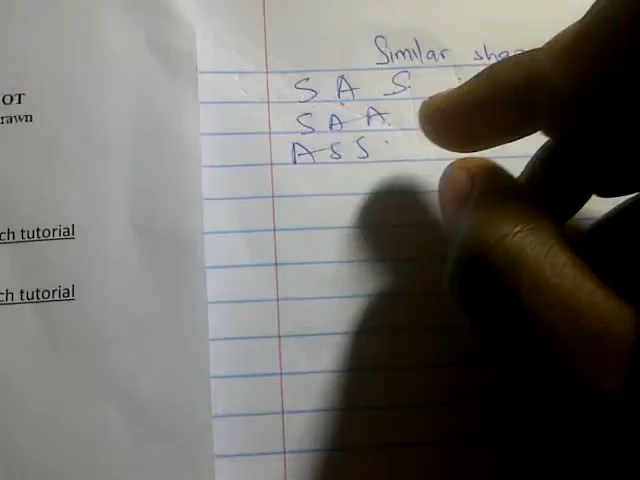 Similar
S A S
S A A
A S S
OT
rawn
ch tutorial
ch tutorial